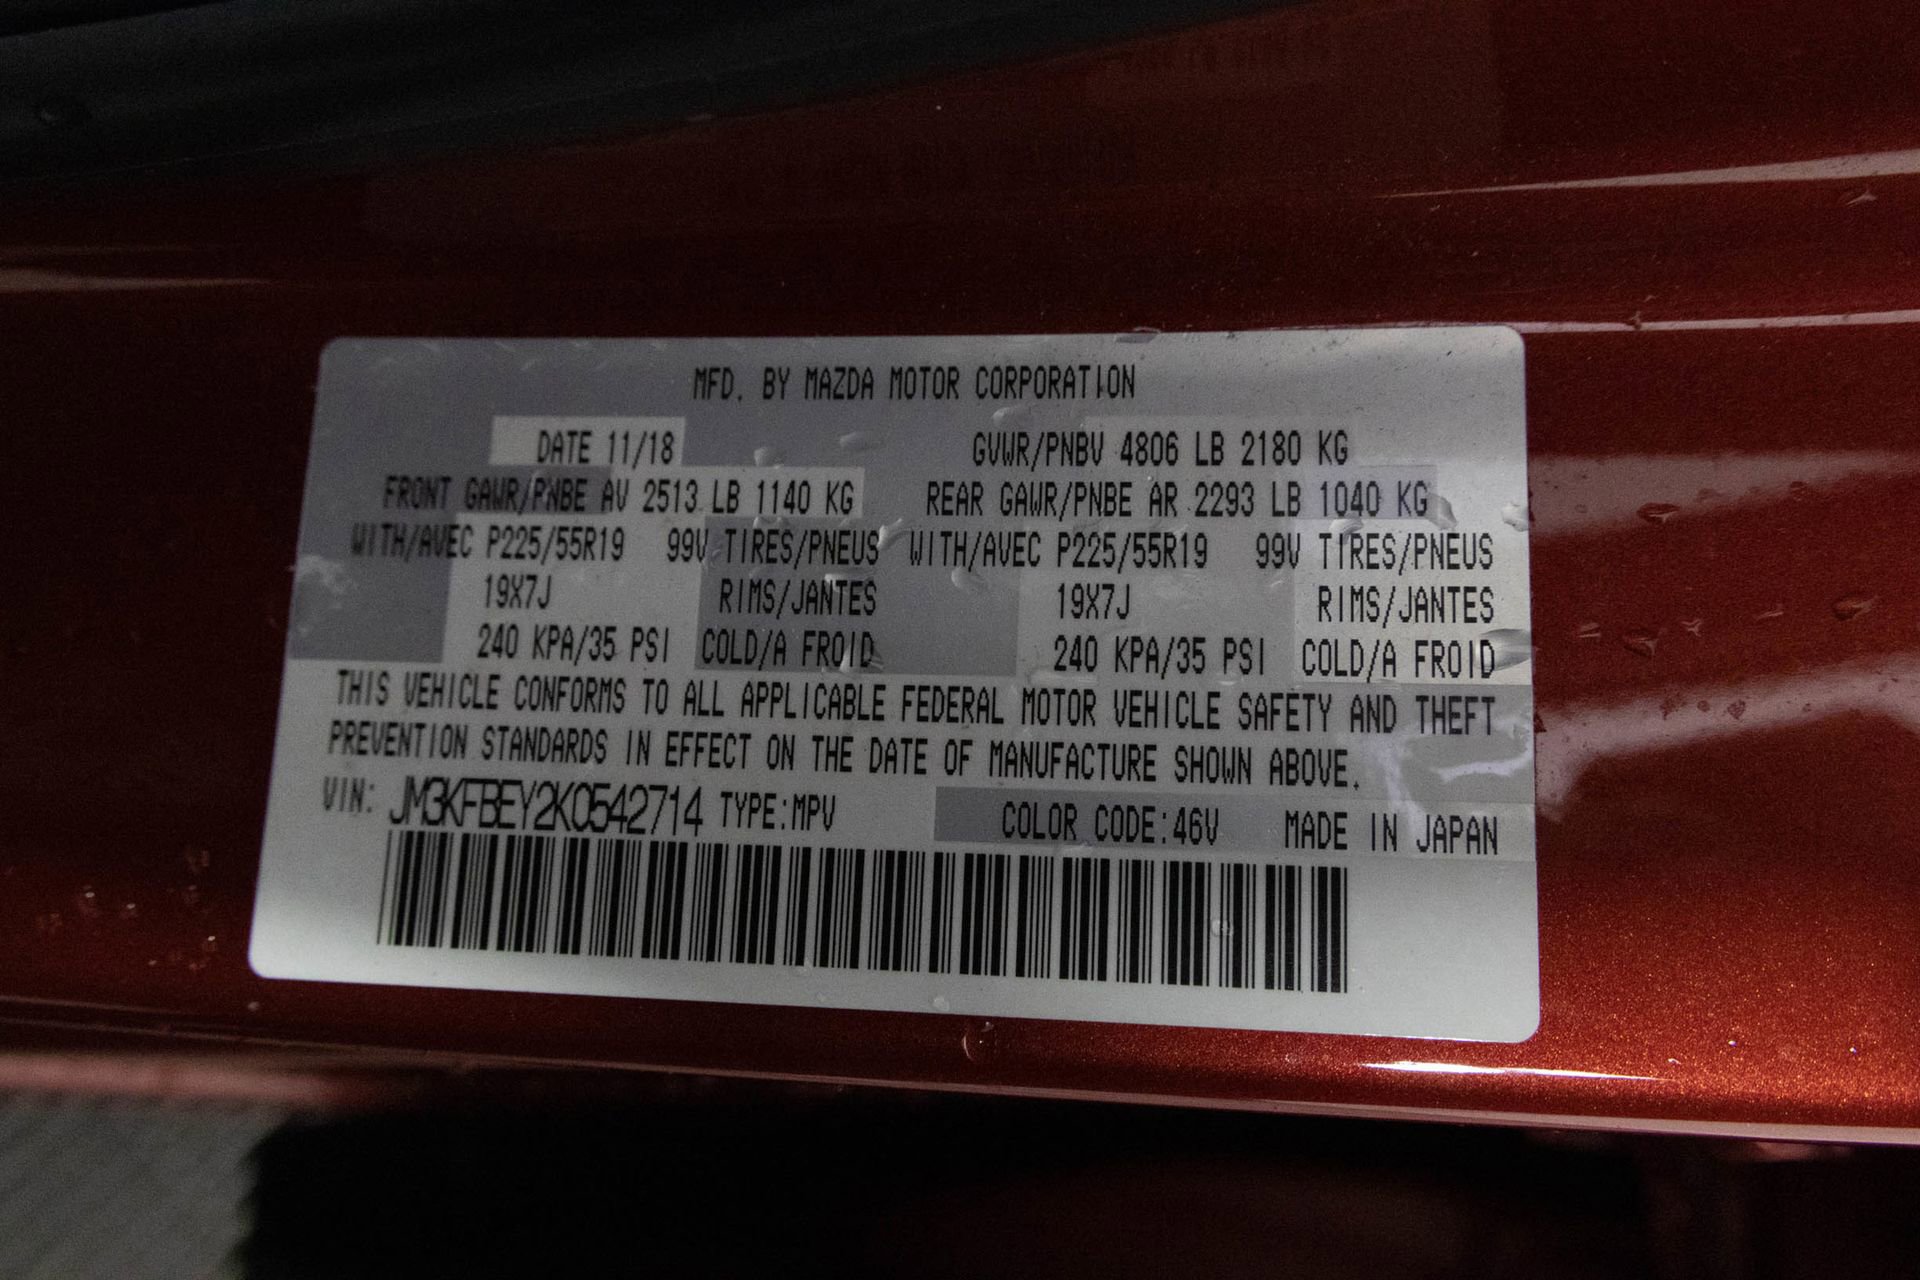 MFD. BY MAZDA MOTOR CORPORATION
DATE 11/18 GVWR/PNBV 4806 LB 2180 KG
FRONT GAWR/PNBE AV 2513 LB 1140 KG REAR GAWR/PNBE AR 2293 LB 1040 KG
WITH/AVEC P225/55R19 99V TIRES/PNEUS WITH/AVEC P225/55R19 99V TIRES/PNEUS
19X7J RIMS/JANTES 19X7J RIMS/JANTES
240 KPA/35 PSI COLD/A FROID 240 KPA/35 PSI COLD/A FROID
THIS VEHICLE CONFORMS TO ALL APPLICABLE FEDERAL MOTOR VEHICLE SAFETY AND THEFT
PREVENTION STANDARDS IN EFFECT ON THE DATE OF MANUFACTURE SHOWN ABOVE.
VIN: JM3KFBEY2K0542714 TYPE:MPV COLOR CODE:46V MADE IN JAPAN